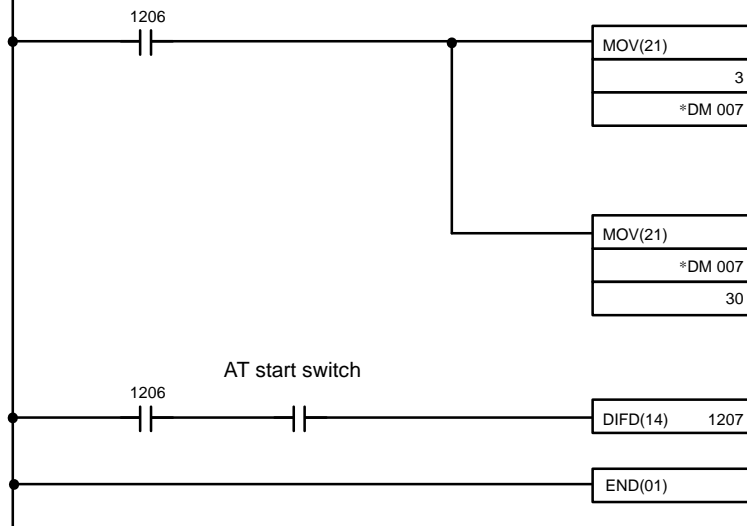 1206
MOV(21)
3
*DM 007
MOV(21)
*DM 007
30
AT start switch
1206
DIFD(14) 1207
END(01)